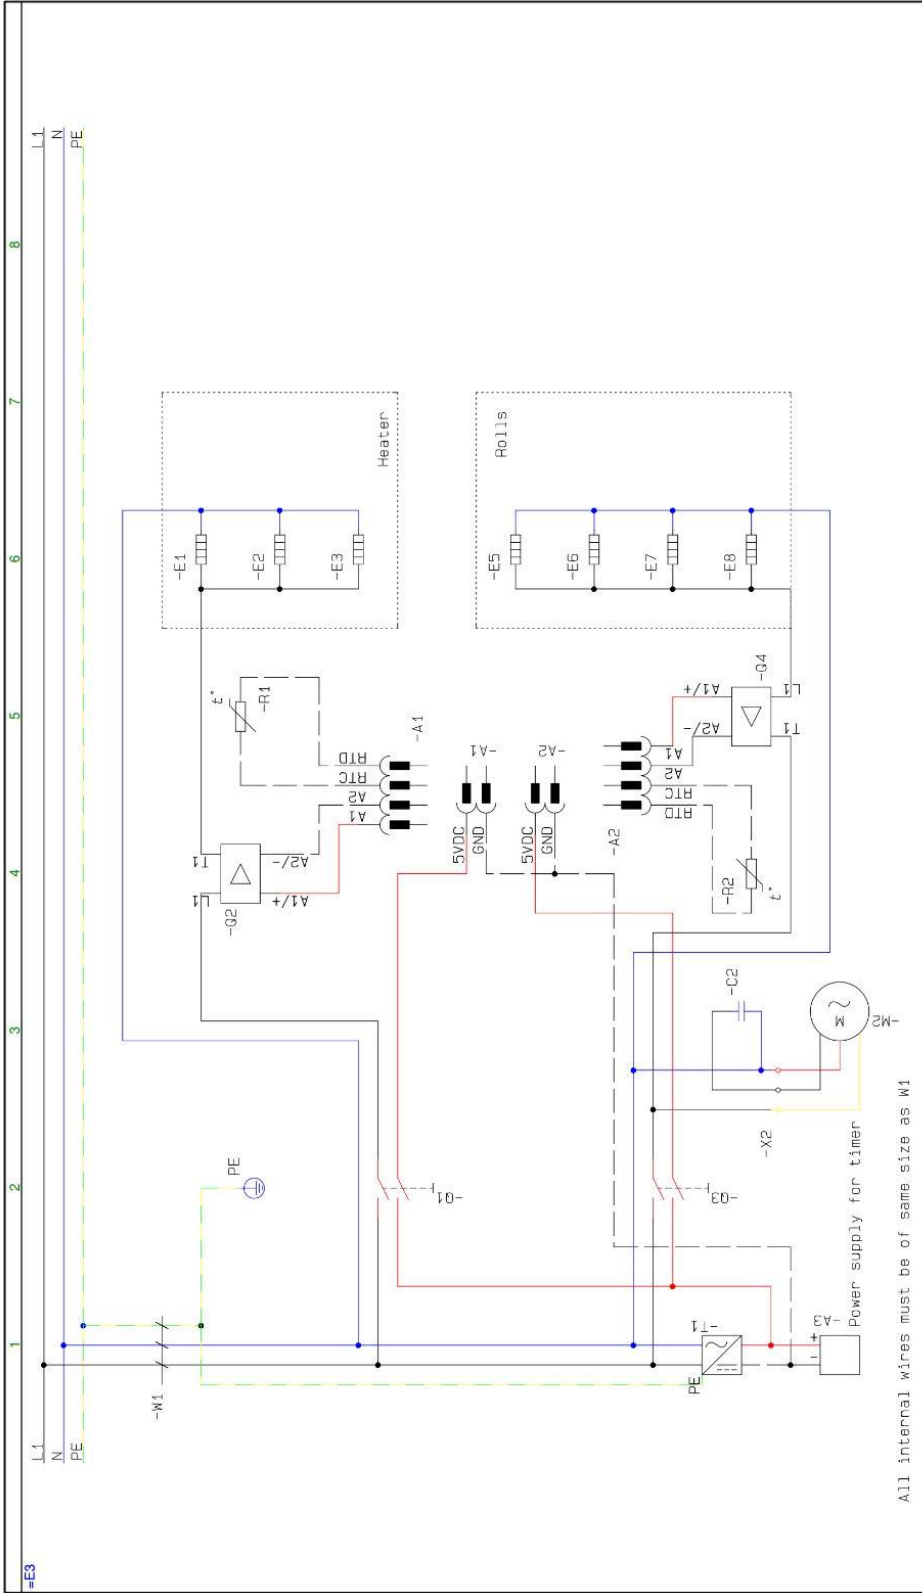 =E3
1
2
3
4
5
6
7
8
L1
N
PE
L1
N
PE
-W1
PE
-Q2
L1
T1
A1/+
A2/-
t°
-R1
A1
A2
RTC
RTD
-A1
-E1
-E2
-E3
Heater
-Q1
5VDC
GND
-A1
5VDC
GND
-A2
-E5
-E6
-E7
-E8
Rolls
-A2
RTD
RTC
A2
A1
-R2
t°
A2/-
A1/+
-Q4
T1
L1
-Q3
-C2
-X2
M
-M2
PE
-T1
-
+
-A3
Power supply for timer
All internal wires must be of same size as W1